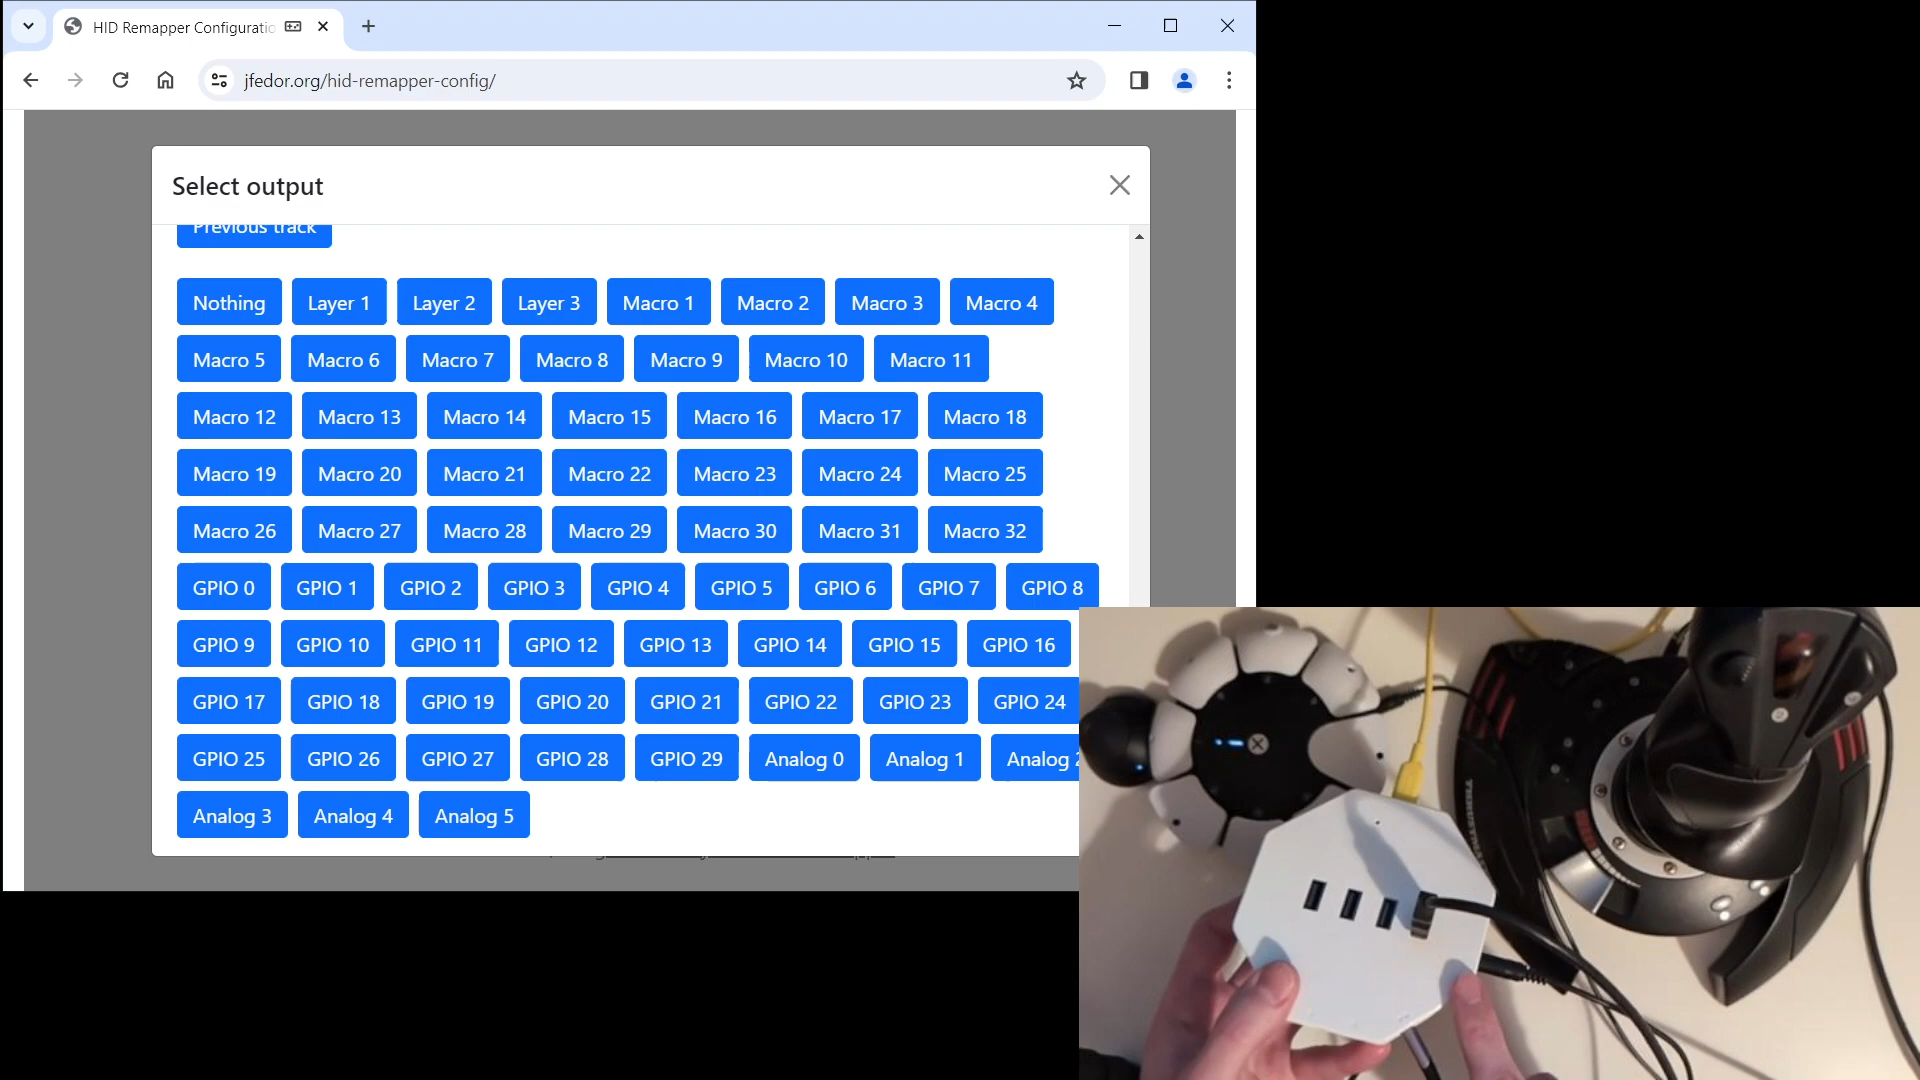 HID Remapper Configuratio
jfedor.org/hid-remapper-config/
Select output
Previous track
Nothing Layer 1 Layer 2 Layer 3 Macro 1 Macro 2 Macro 3 Macro 4
Macro 5 Macro 6 Macro 7 Macro 8 Macro 9 Macro 10 Macro 11
Macro 12 Macro 13 Macro 14 Macro 15 Macro 16 Macro 17 Macro 18
Macro 19 Macro 20 Macro 21 Macro 22 Macro 23 Macro 24 Macro 25
Macro 26 Macro 27 Macro 28 Macro 29 Macro 30 Macro 31 Macro 32
GPIO 0 GPIO 1 GPIO 2 GPIO 3 GPIO 4 GPIO 5 GPIO 6 GPIO 7 GPIO 8
GPIO 9 GPIO 10 GPIO 11 GPIO 12 GPIO 13 GPIO 14 GPIO 15 GPIO 16
GPIO 17 GPIO 18 GPIO 19 GPIO 20 GPIO 21 GPIO 22 GPIO 23 GPIO 24
GPIO 25 GPIO 26 GPIO 27 GPIO 28 GPIO 29 Analog 0 Analog 1 Analog 2
Analog 3 Analog 4 Analog 5